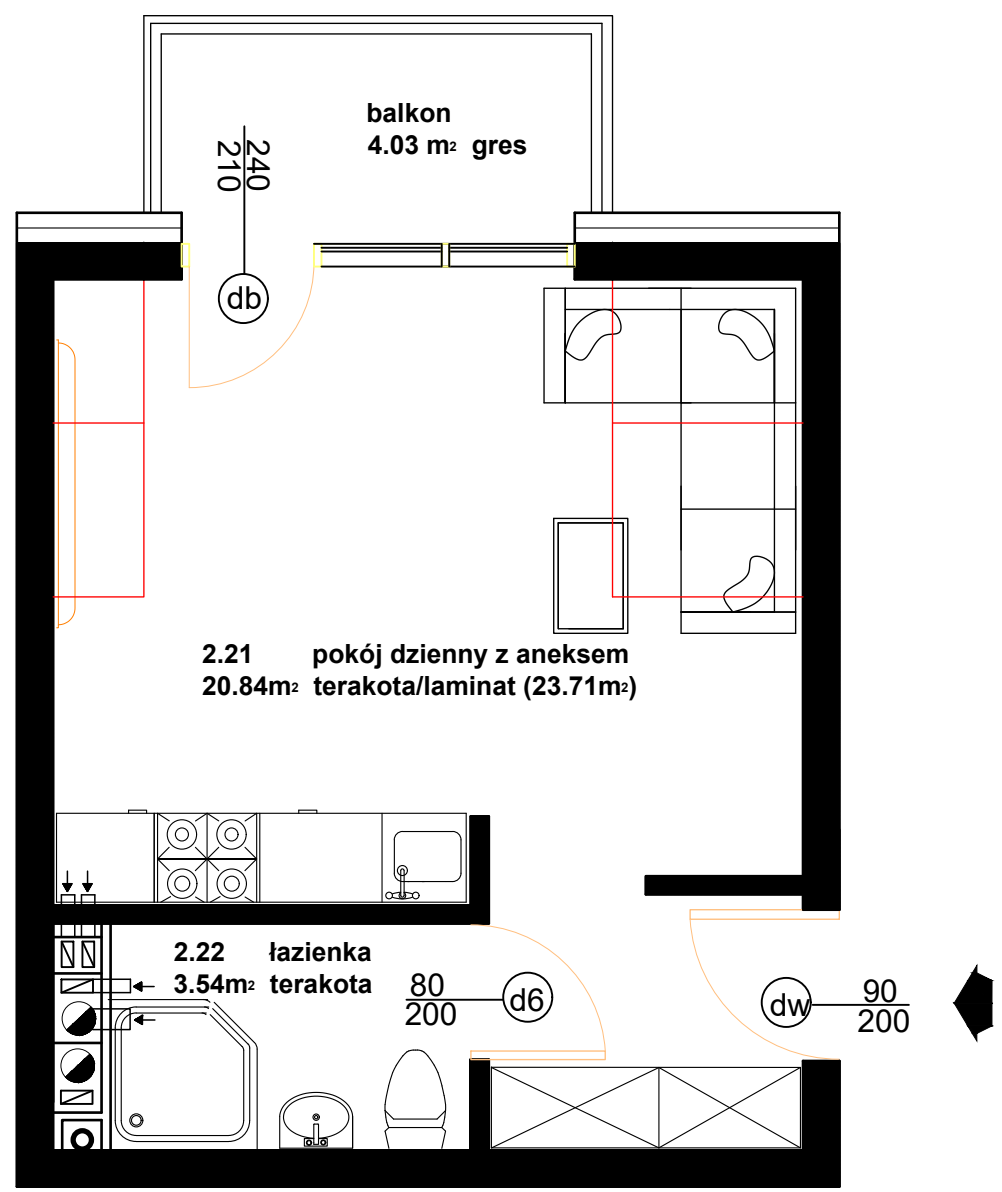 balkon
4.03 m² gres
240
210
db
2.21 pokój dzienny z aneksem
20.84m² terakota/laminat (23.71m²)
2.22 łazienka
3.54m² terakota
80
200
d6
dw
90
200